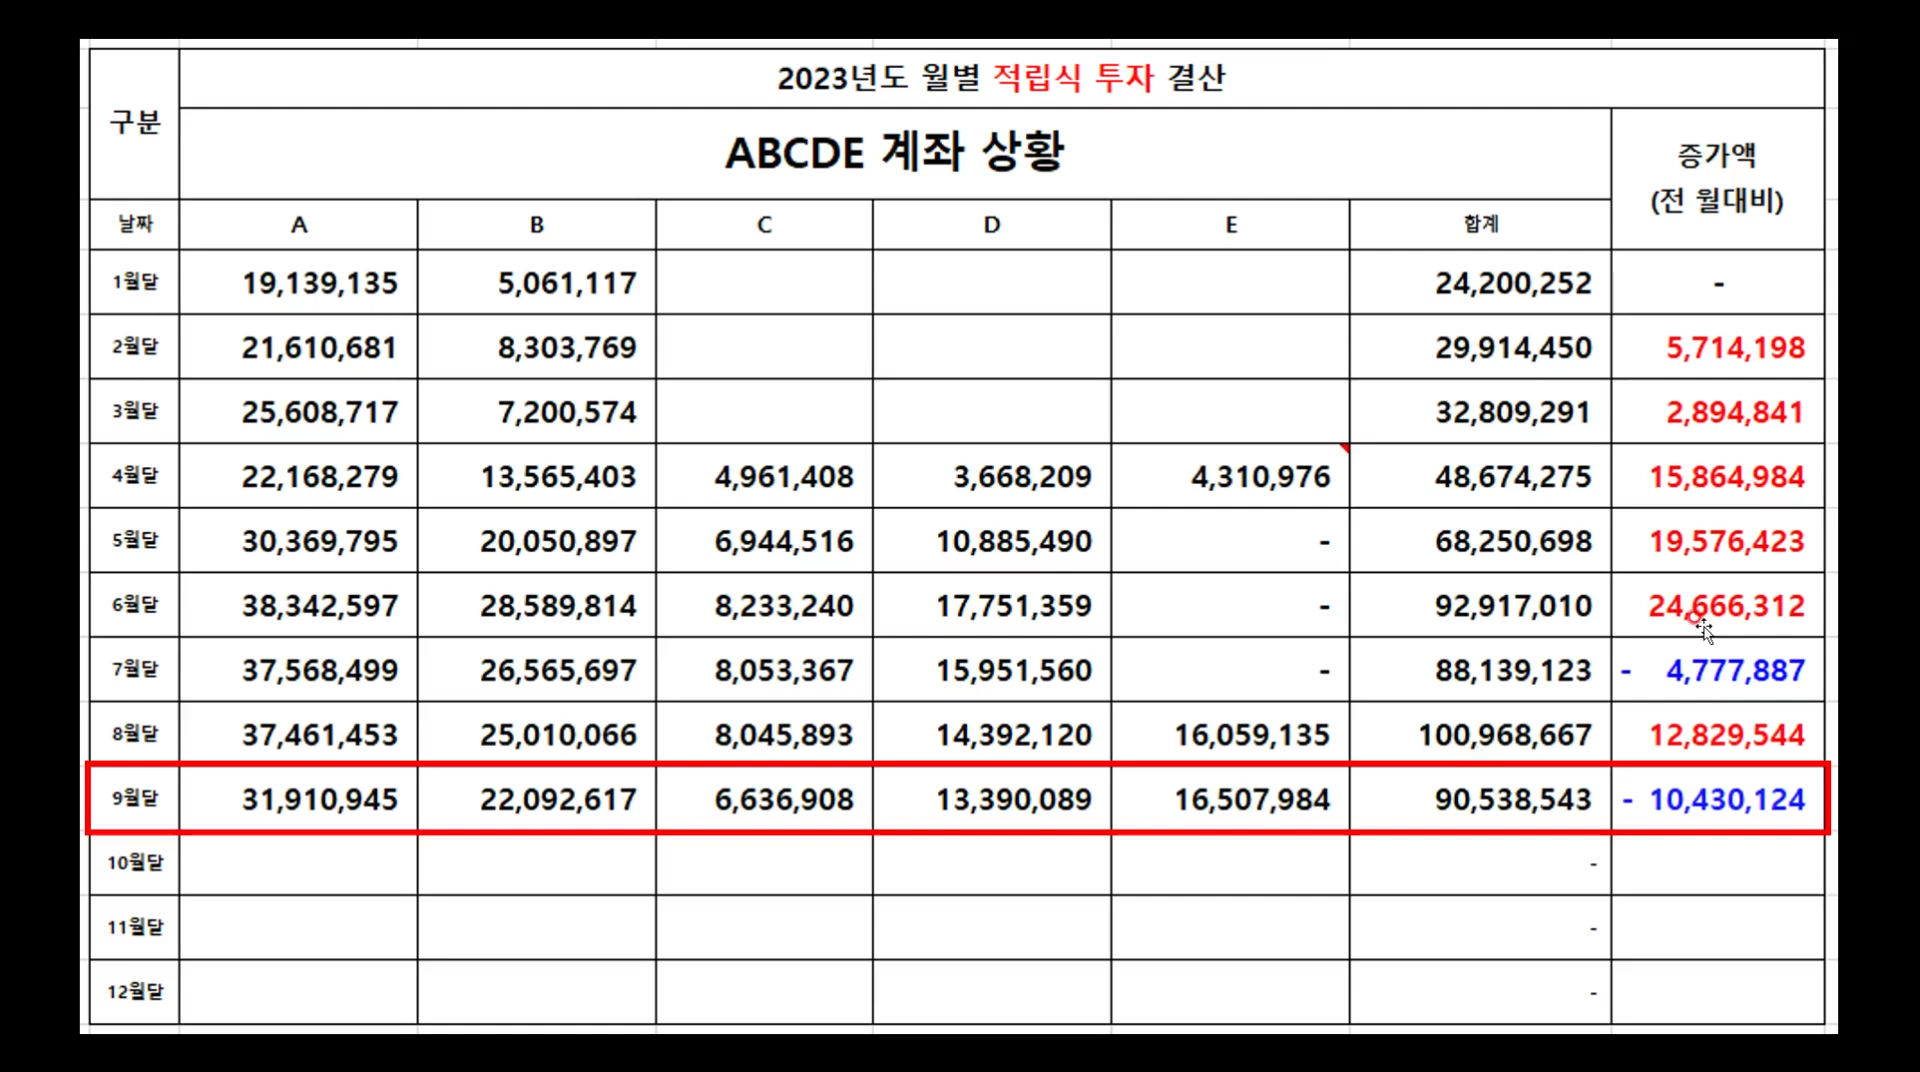 2023년도 월별 적립식 투자 결산
구분
ABCDE 계좌 상황
증가액
(전 월대비)
날짜 A B C D E 합계
1월달 19,139,135 5,061,117 24,200,252 -
2월달 21,610,681 8,303,769 29,914,450 5,714,198
3월달 25,608,717 7,200,574 32,809,291 2,894,841
4월달 22,168,279 13,565,403 4,961,408 3,668,209 4,310,976 48,674,275 15,864,984
5월달 30,369,795 20,050,897 6,944,516 10,885,490 - 68,250,698 19,576,423
6월달 38,342,597 28,589,814 8,233,240 17,751,359 - 92,917,010 24,666,312
7월달 37,568,499 26,565,697 8,053,367 15,951,560 - 88,139,123 - 4,777,887
8월달 37,461,453 25,010,066 8,045,893 14,392,120 16,059,135 100,968,667 12,829,544
9월달 31,910,945 22,092,617 6,636,908 13,390,089 16,507,984 90,538,543 - 10,430,124
10월달 -
11월달 -
12월달 -